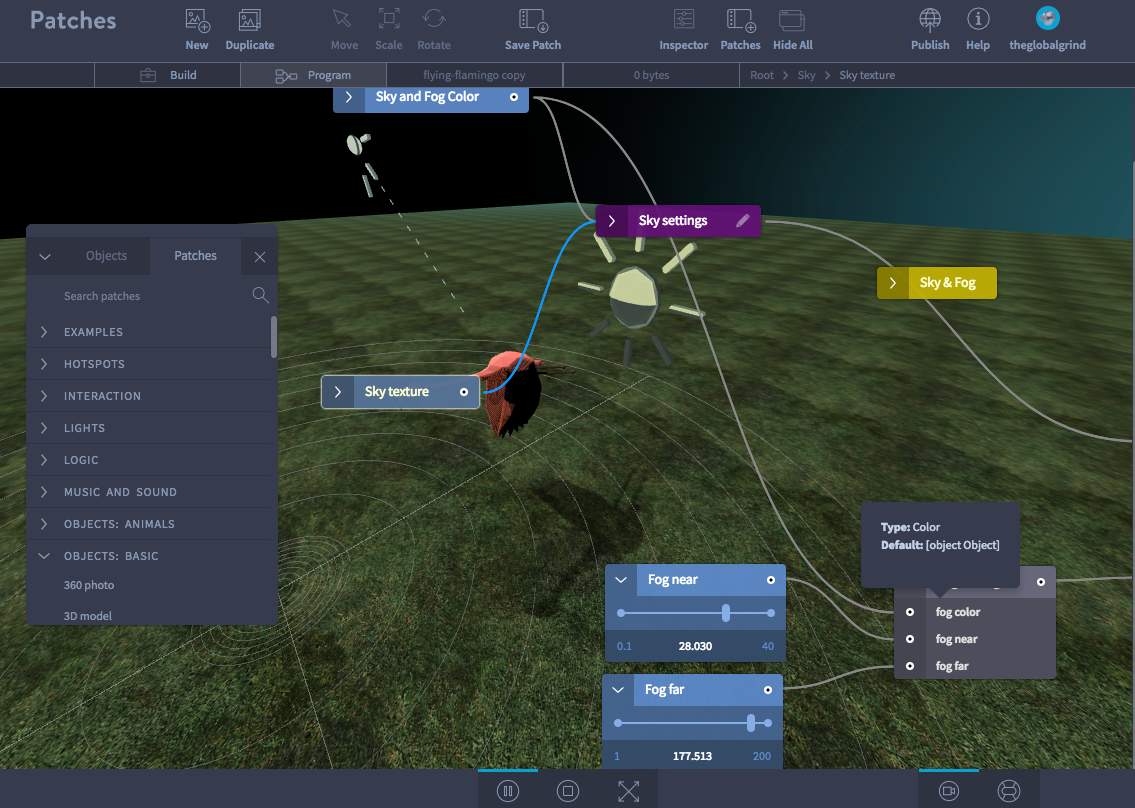 Patches
New
Duplicate
Move
Scale
Rotate
Save Patch
Inspector
Patches
Hide All
Publish
Help
theglobalgrind
Build
Program
flying-flamingo copy
0 bytes
Root > Sky > Sky texture
Sky and Fog Color
Sky settings
Sky & Fog
Objects
Patches
Search patches
EXAMPLES
HOTSPOTS
INTERACTION
LIGHTS
LOGIC
MUSIC AND SOUND
OBJECTS: ANIMALS
OBJECTS: BASIC
360 photo
3D model
Sky texture
Type: Color
Default: [object Object]
fog color
fog near
fog far
Fog near
0.1 28.030 40
Fog far
1 177.513 200